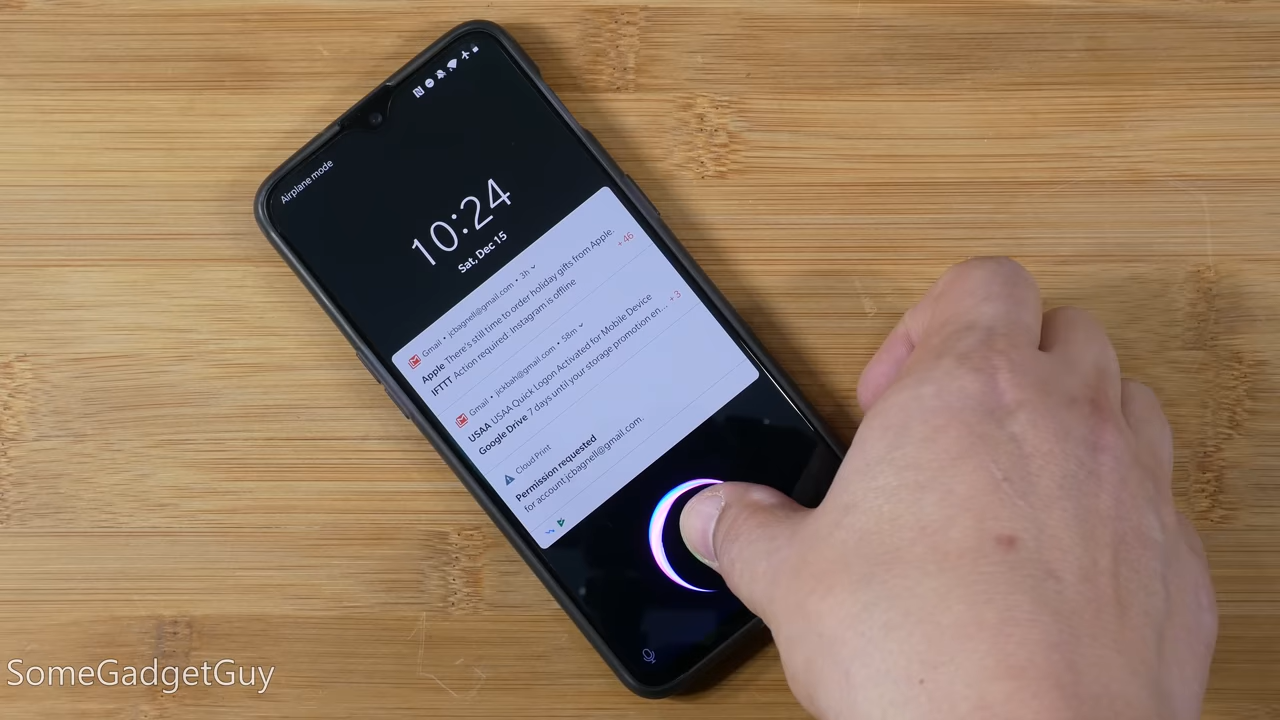 Airplane mode
10:24
Sat, Dec 15
Gmail • jcbagnell@gmail.com • 3h
Apple There's still time to order holiday gifts from Apple.
IFTTT Action required: Instagram is offline
+46
Gmail • jickbah@gmail.com • 58m
USAA USAA Quick Logon Activated for Mobile Device
Google Drive 7 days until your storage promotion en...
+3
Cloud Print
Permission requested
for account jcbagnell@gmail.com.
SomeGadgetGuy